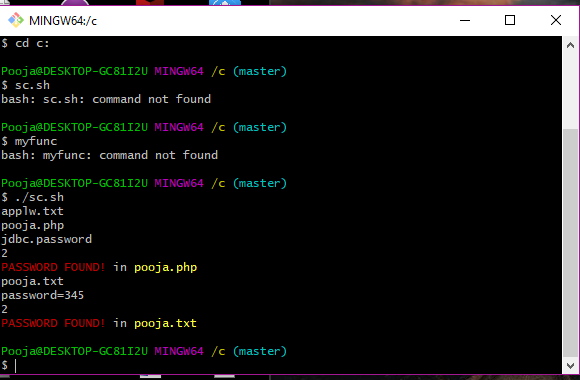 MINGW64:/c
$ cd c:
Pooja@DESKTOP-GC81I2U MINGW64 /c (master)
$ sc.sh
bash: sc.sh: command not found
Pooja@DESKTOP-GC81I2U MINGW64 /c (master)
$ myfunc
bash: myfunc: command not found
Pooja@DESKTOP-GC81I2U MINGW64 /c (master)
$ ./sc.sh
applw.txt
pooja.php
jdbc.password
2
PASSWORD FOUND! in pooja.php
pooja.txt
password=345
2
PASSWORD FOUND! in pooja.txt
Pooja@DESKTOP-GC81I2U MINGW64 /c (master)
$